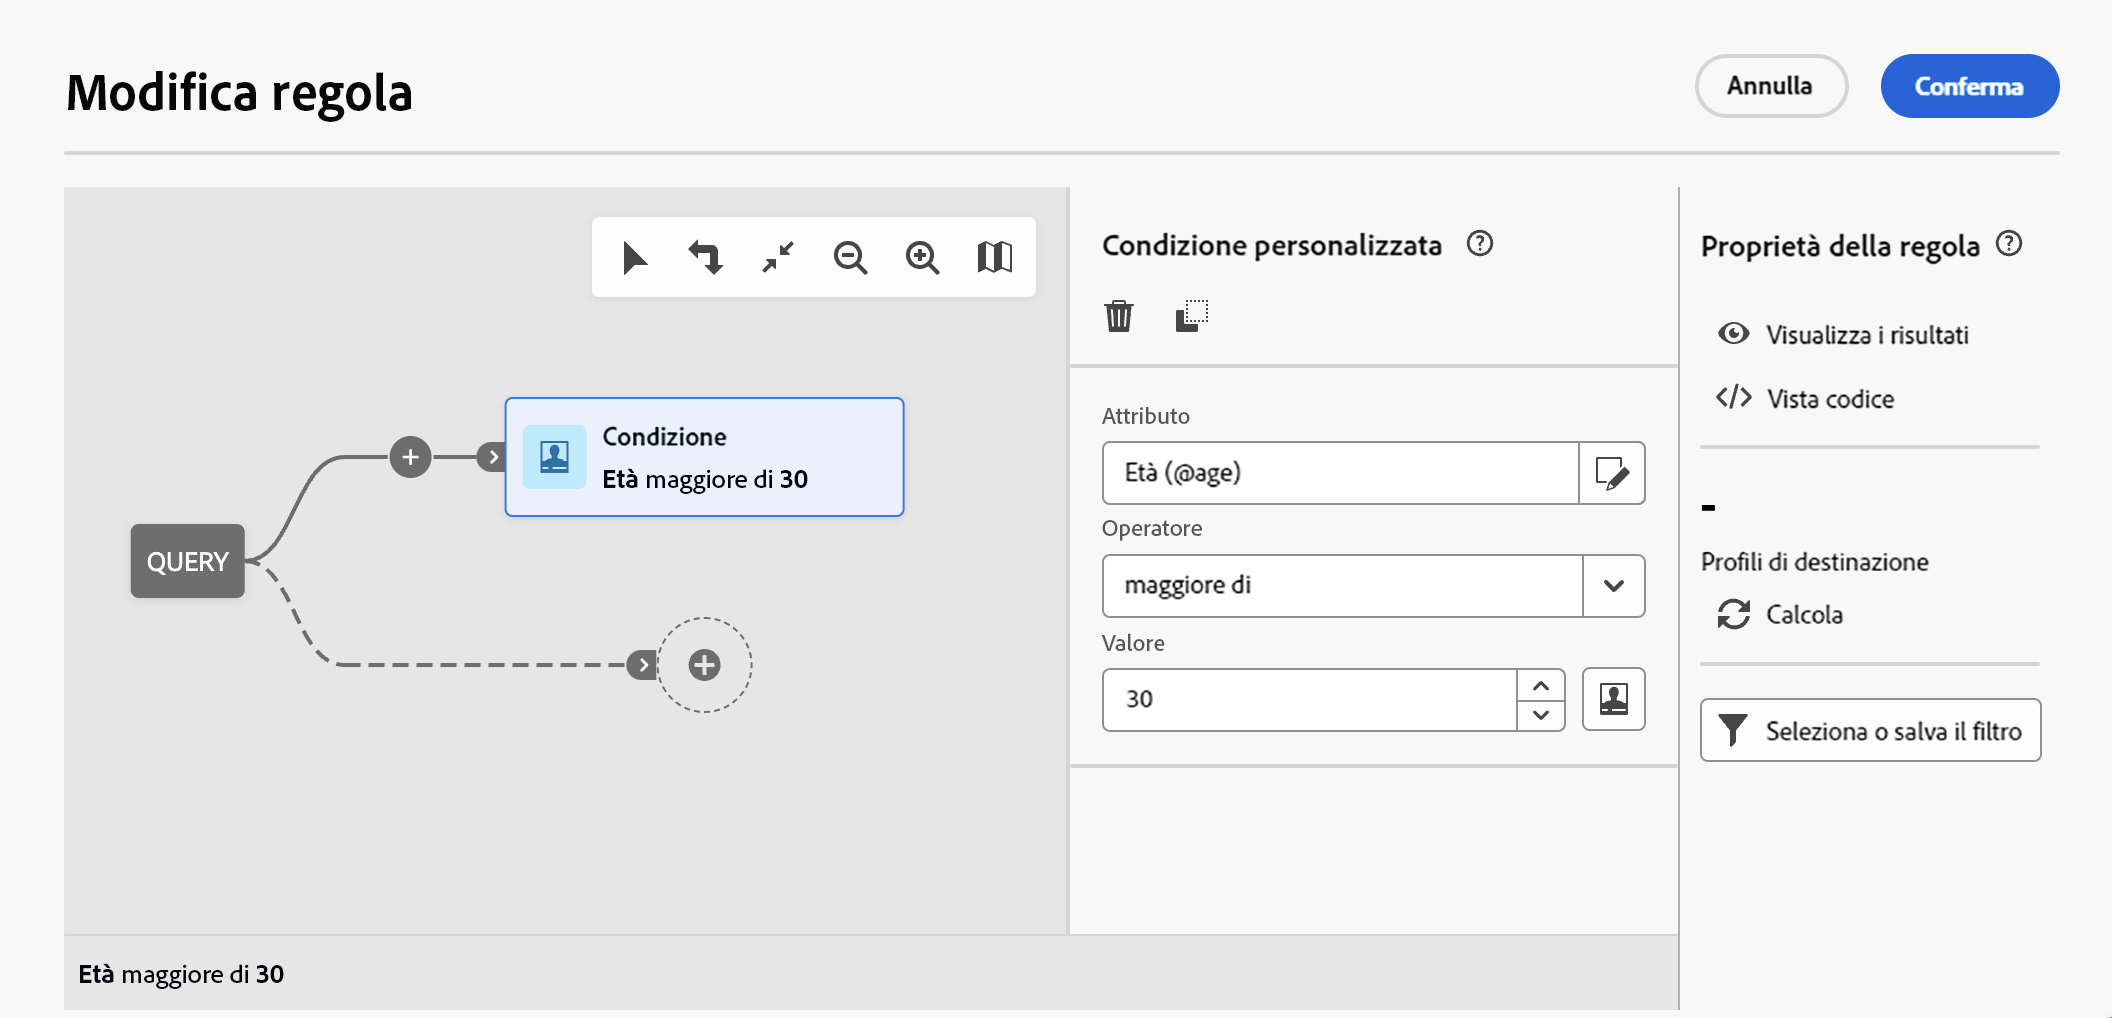 Modifica regola
Annulla
Conferma
Condizione
Età maggiore di 30
QUERY
Età maggiore di 30
Condizione personalizzata
Attributo
Età (@age)
Operatore
maggiore di
Valore
30
Proprietà della regola
Visualizza i risultati
Vista codice
-
Profili di destinazione
Calcola
Seleziona o salva il filtro